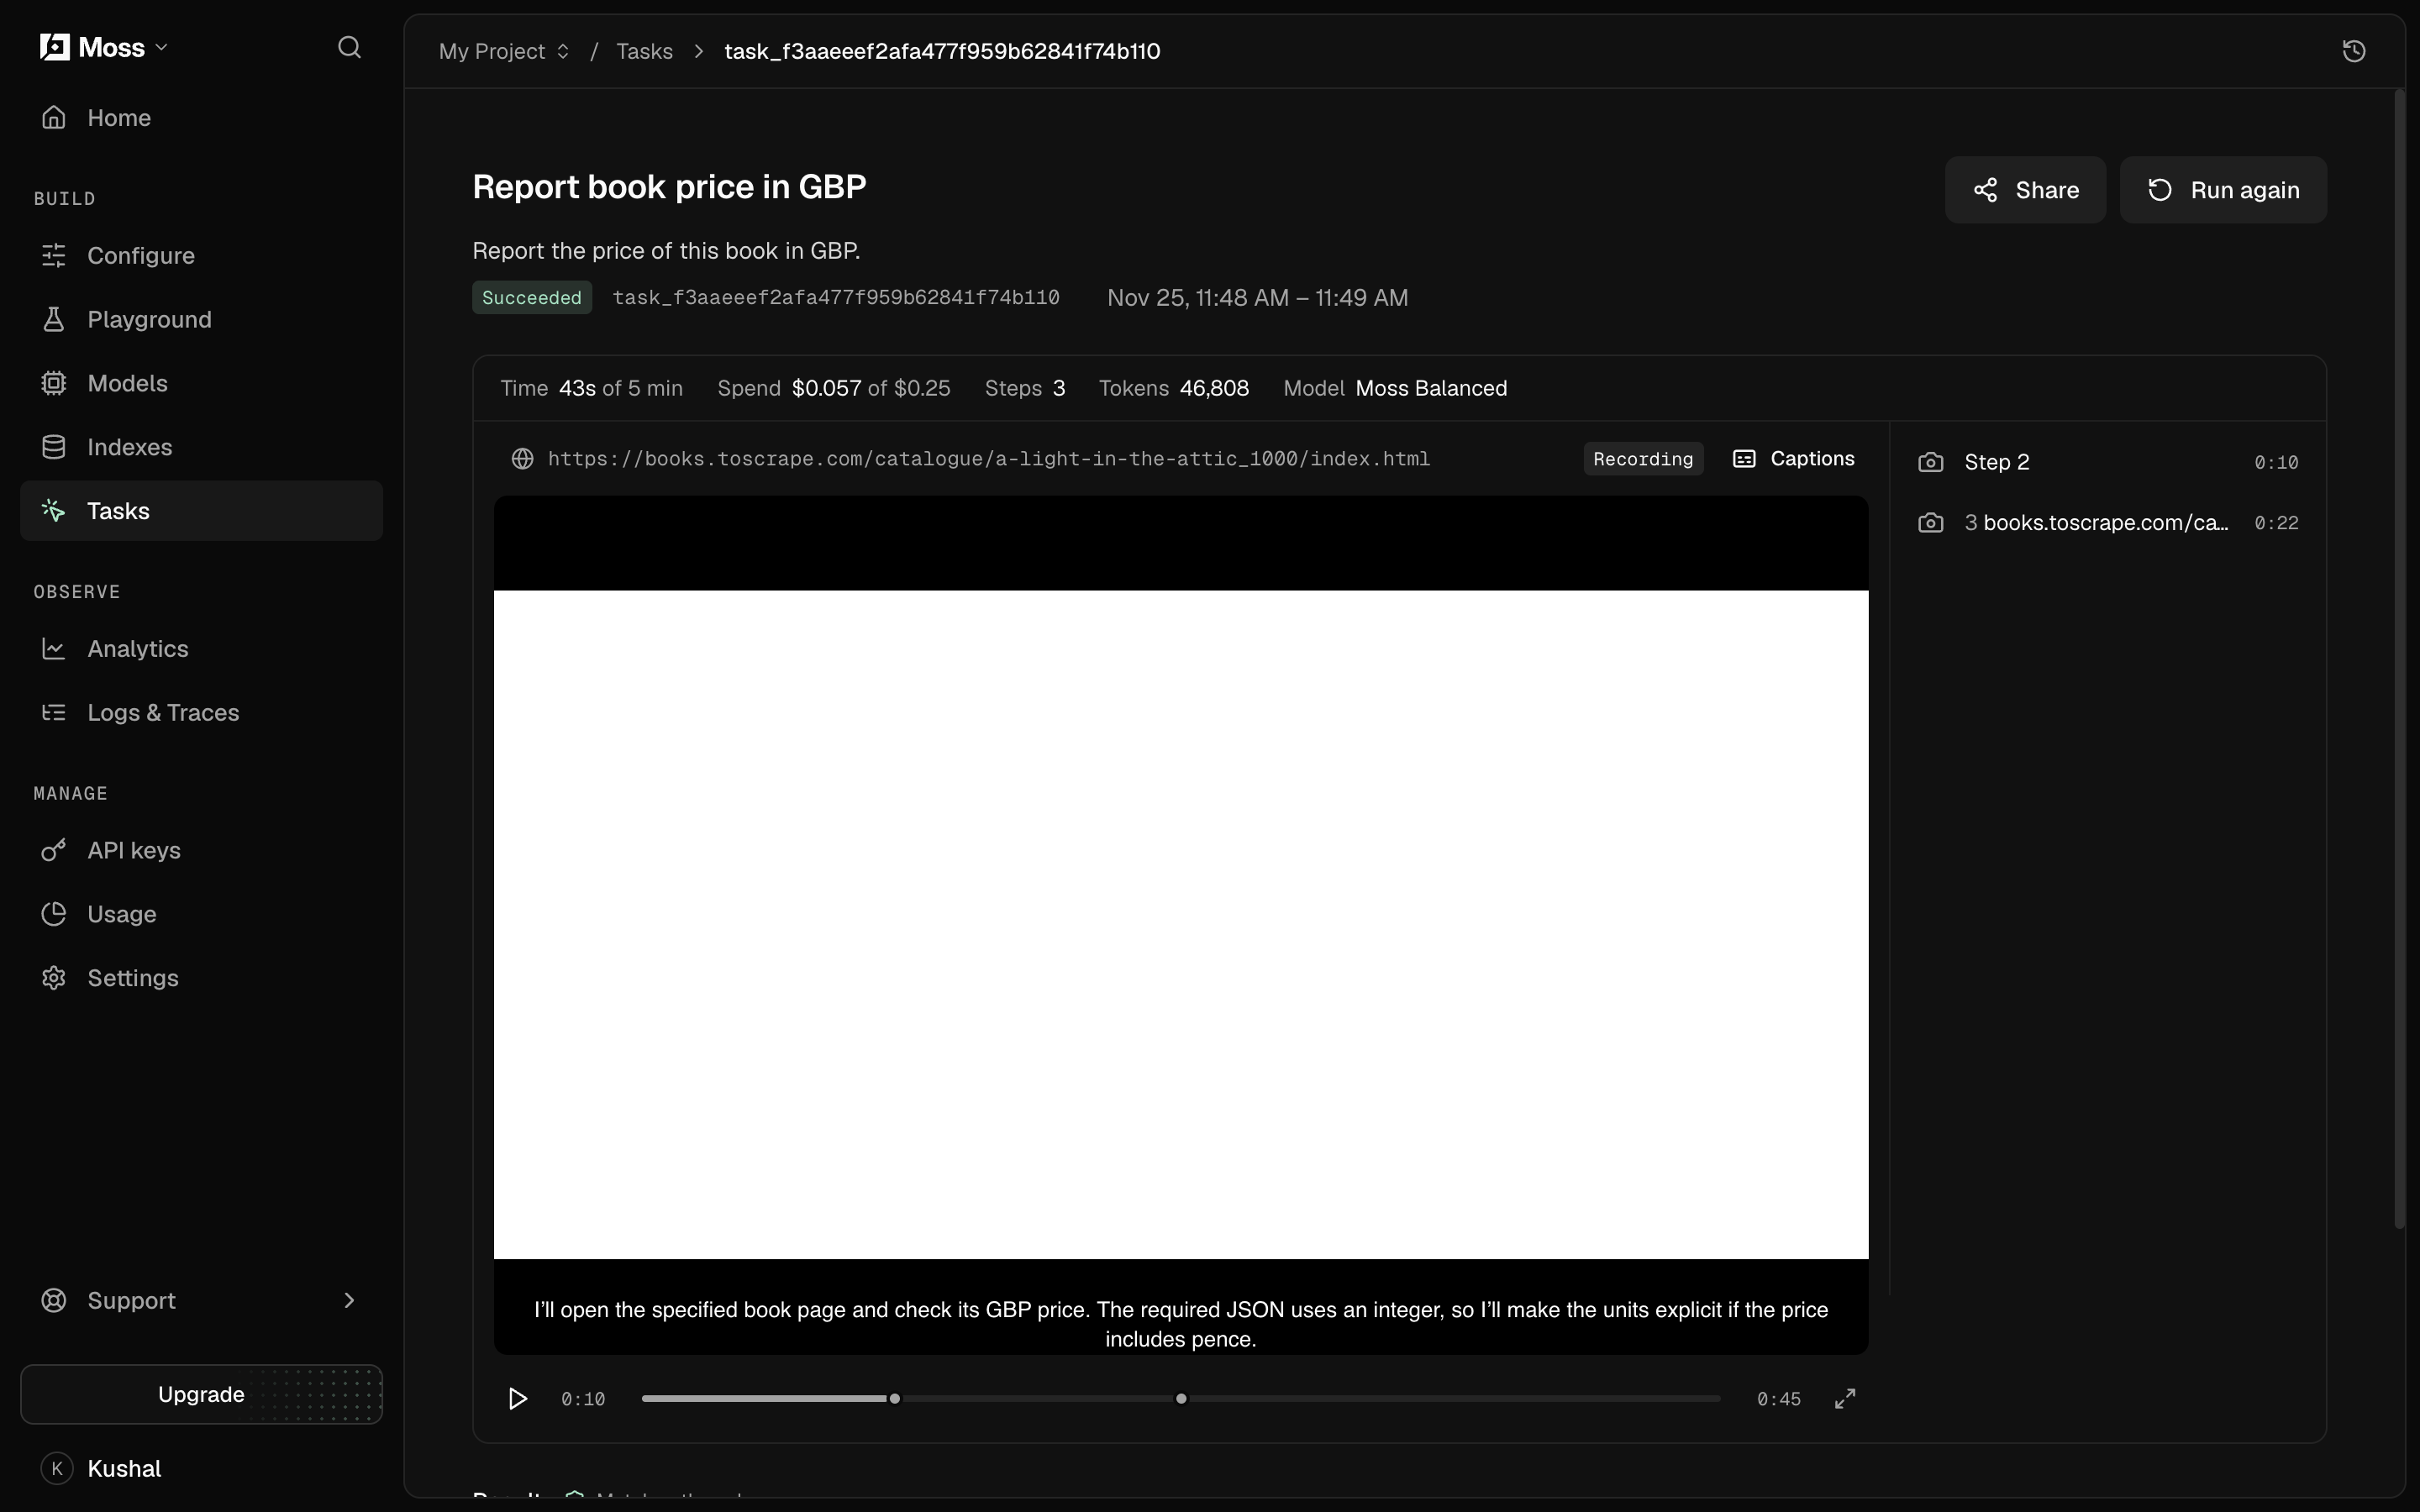 Moss
My Project / Tasks > task_f3aaeeef2afa477f959b62841f74b110
Home
BUILD
Configure
Playground
Models
Indexes
Tasks
OBSERVE
Analytics
Logs & Traces
MANAGE
API keys
Usage
Settings
Support
Upgrade
K Kushal
Report book price in GBP
Share
Run again
Report the price of this book in GBP.
Succeeded task_f3aaeeef2afa477f959b62841f74b110 Nov 25, 11:48 AM – 11:49 AM
Time 43s of 5 min Spend $0.057 of $0.25 Steps 3 Tokens 46,808 Model Moss Balanced
https://books.toscrape.com/catalogue/a-light-in-the-attic_1000/index.html Recording Captions
Step 2 0:10
3 books.toscrape.com/ca... 0:22
I’ll open the specified book page and check its GBP price. The required JSON uses an integer, so I’ll make the units explicit if the price
includes pence.
0:10 0:45